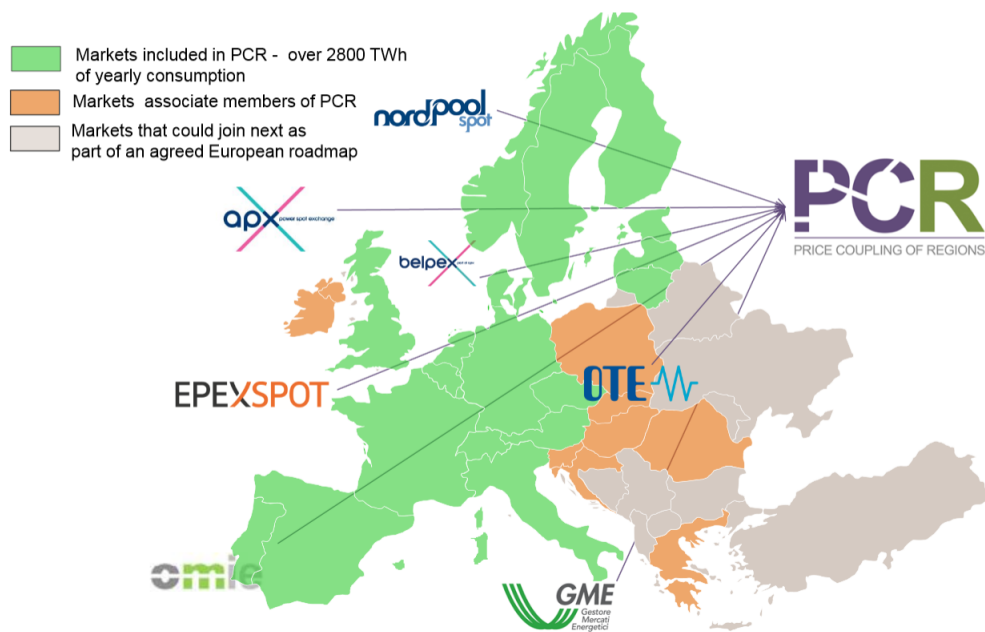 Markets included in PCR - over 2800 TWh
of yearly consumption
Markets associate members of PCR
Markets that could join next as
part of an agreed European roadmap
nordpool
spot
apx power spot exchange
belpex
EPEXSPOT
OTE
omie
GME
Gestore
Mercati
Energetici
PCR
PRICE COUPLING OF REGIONS